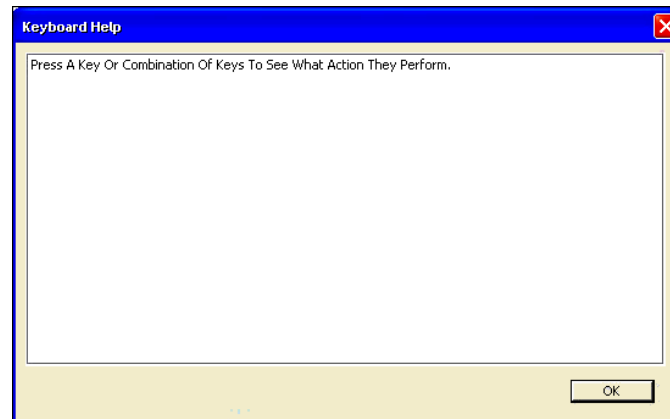 Keyboard Help
Press A Key Or Combination Of Keys To See What Action They Perform.
OK